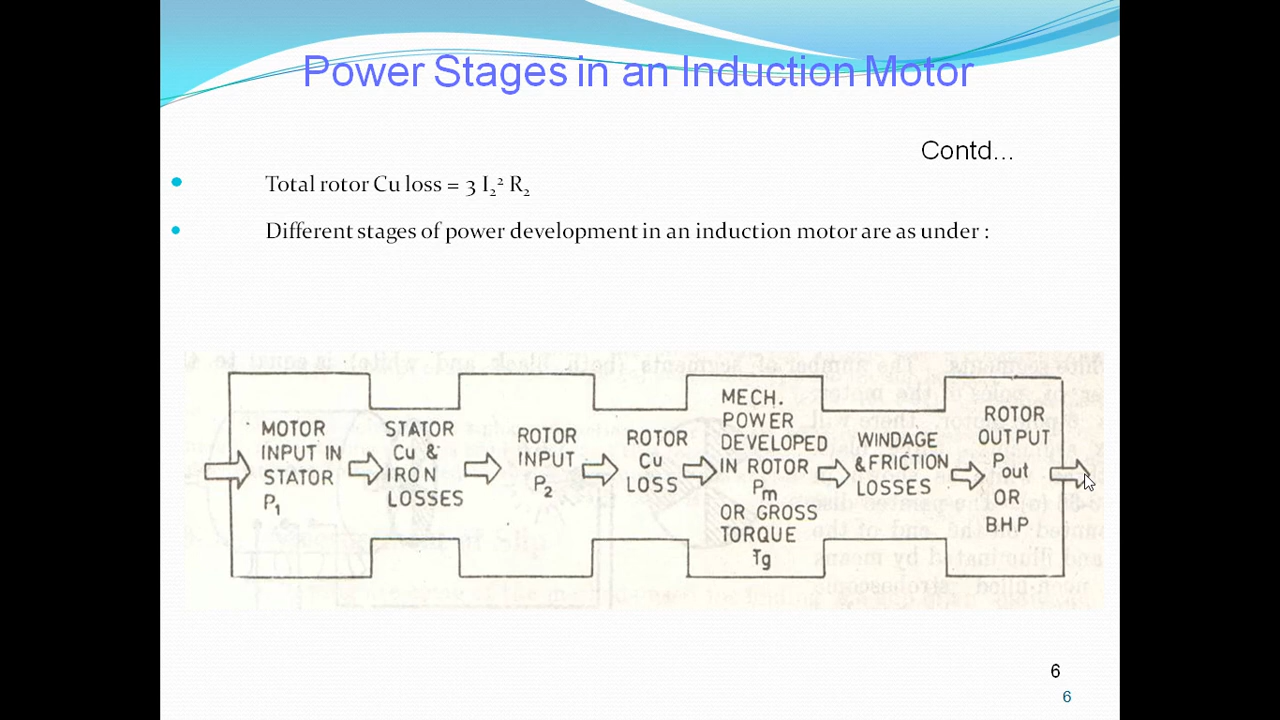 Power Stages in an Induction Motor
Contd...
Total rotor Cu loss = 3 I₂² R₂
Different stages of power development in an induction motor are as under :
MOTOR
INPUT IN
STATOR
P₁
STATOR
Cu &
IRON
LOSSES
ROTOR
INPUT
P₂
ROTOR
Cu
LOSS
MECH.
POWER
DEVELOPED
IN ROTOR
Pm
OR GROSS
TORQUE
Tg
WINDAGE
& FRICTION
LOSSES
ROTOR
OUTPUT
Pout
OR
B.H.P
6
6